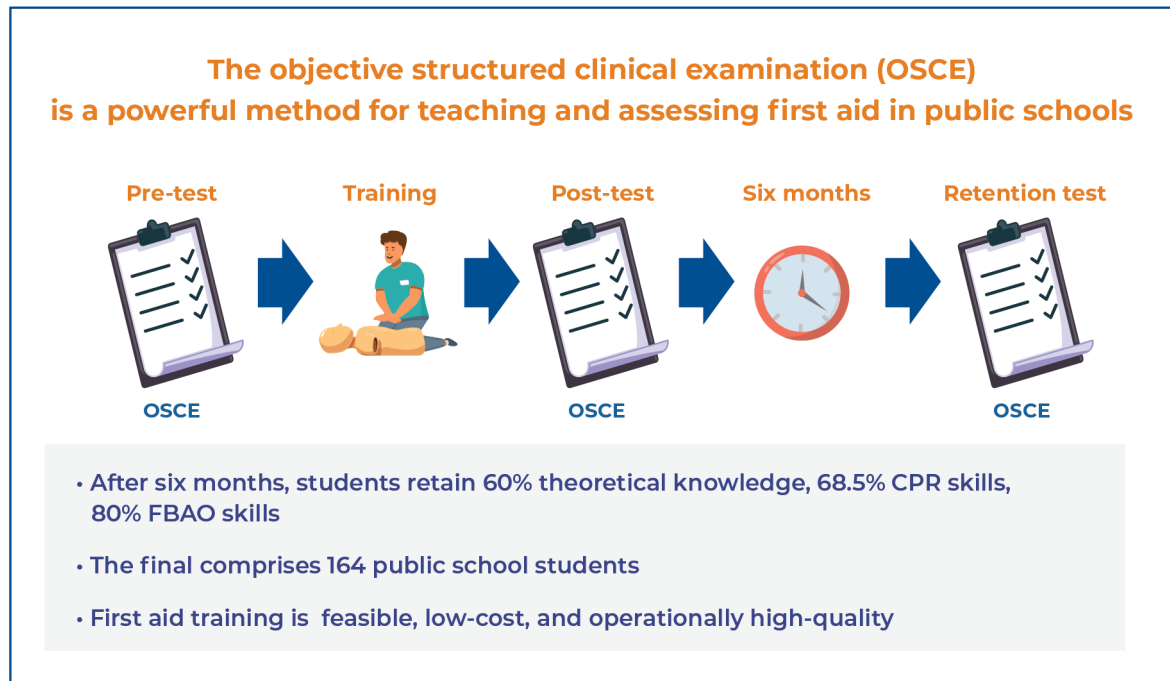 The objective structured clinical examination (OSCE)
is a powerful method for teaching and assessing first aid in public schools
Pre-test
Training
Post-test
Six months
Retention test
OSCE
OSCE
OSCE
• After six months, students retain 60% theoretical knowledge, 68.5% CPR skills,
80% FBAO skills
• The final comprises 164 public school students
• First aid training is feasible, low-cost, and operationally high-quality